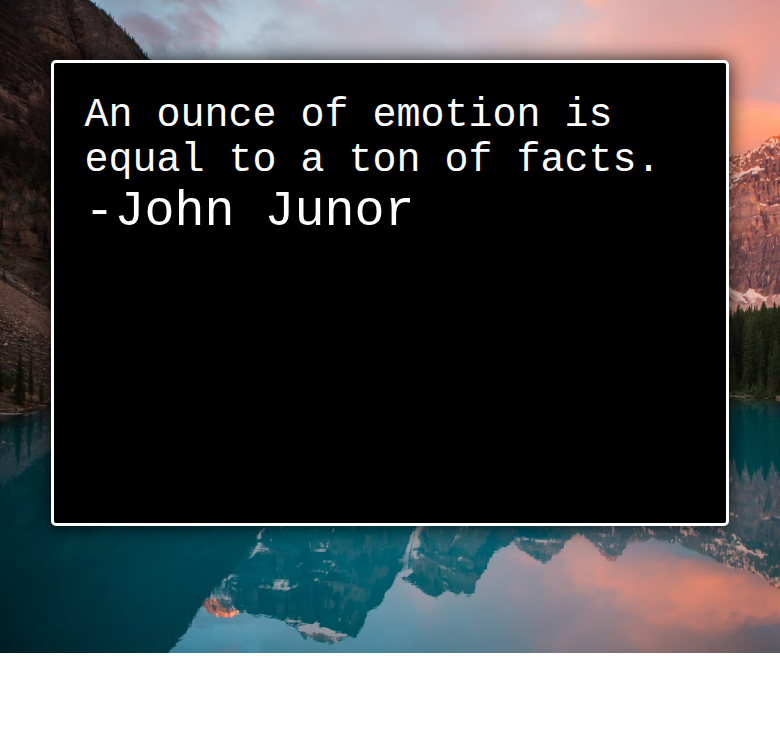 An ounce of emotion is
equal to a ton of facts.
-John Junor